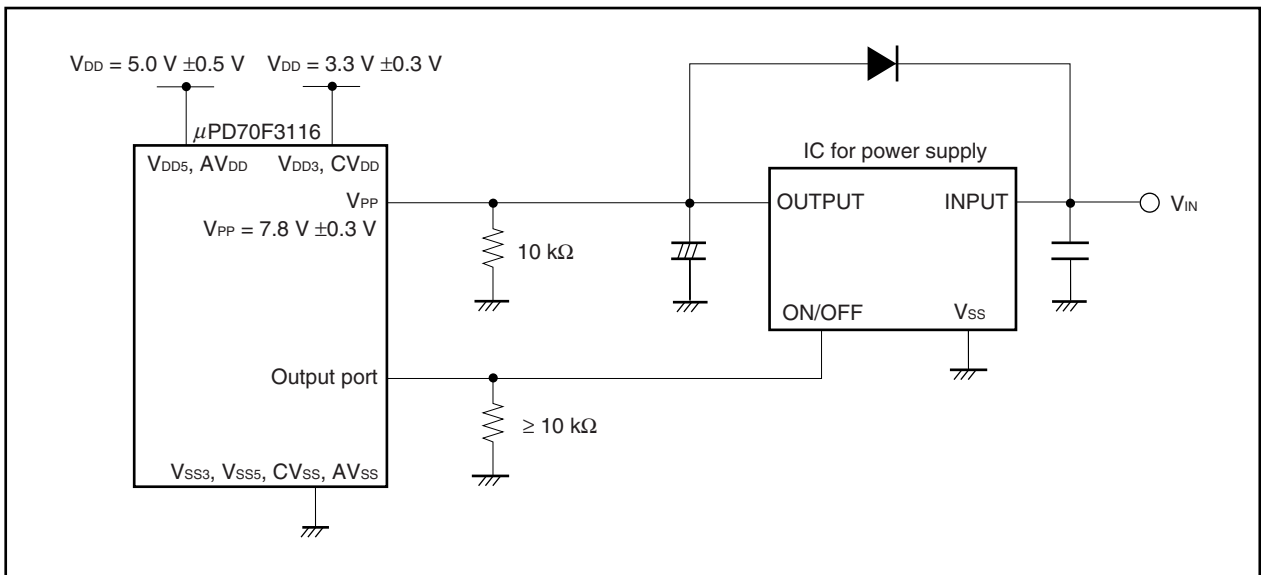 VDD = 5.0 V ±0.5 V
VDD = 3.3 V ±0.3 V
μPD70F3116
VDD5, AVDD
VDD3, CVDD
VPP
VPP = 7.8 V ±0.3 V
10 kΩ
IC for power supply
OUTPUT
INPUT
VIN
ON/OFF
VSS
Output port
≥ 10 kΩ
VSS3, VSS5, CVSS, AVSS